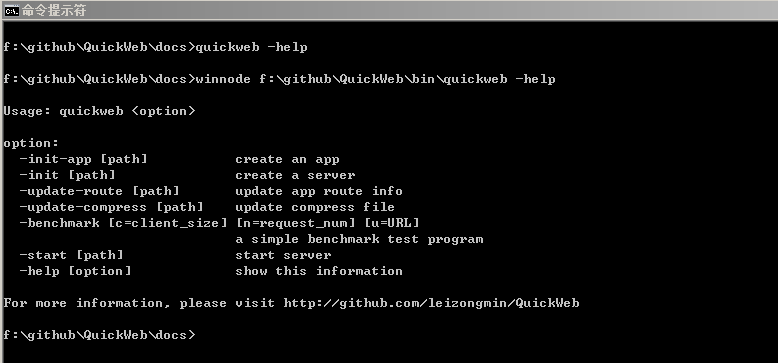 命令提示符
f:\github\QuickWeb\docs>quickweb -help
f:\github\QuickWeb\docs>winnode f:\github\QuickWeb\bin\quickweb -help
Usage: quickweb <option>
option:
-init-app [path] create an app
-init [path] create a server
-update-route [path] update app route info
-update-compress [path] update compress file
-benchmark [c=client_size] [n=request_num] [u=URL]
a simple benchmark test program
-start [path] start server
-help [option] show this information
For more information, please visit http://github.com/leizongmin/QuickWeb
f:\github\QuickWeb\docs>